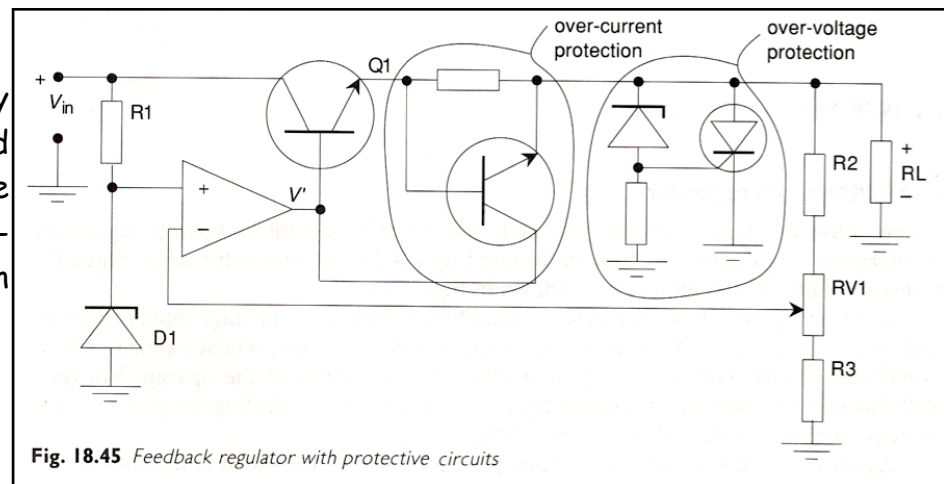 over-current
protection
over-voltage
protection
Q1
+
Vin
R1
+
−
V'
D1
R2
RL
+
−
RV1
R3
y
d
e
-
n
Fig. 18.45 Feedback regulator with protective circuits